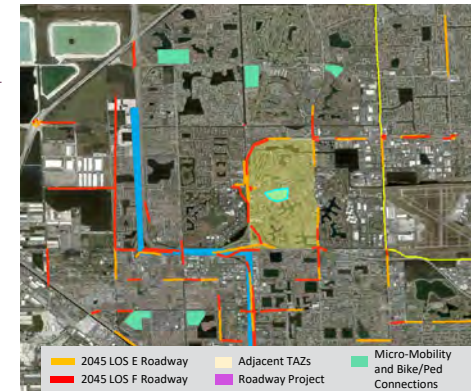 2045 LOS E Roadway
2045 LOS F Roadway
Adjacent TAZs
Roadway Project
Micro-Mobility
and Bike/Ped
Connections